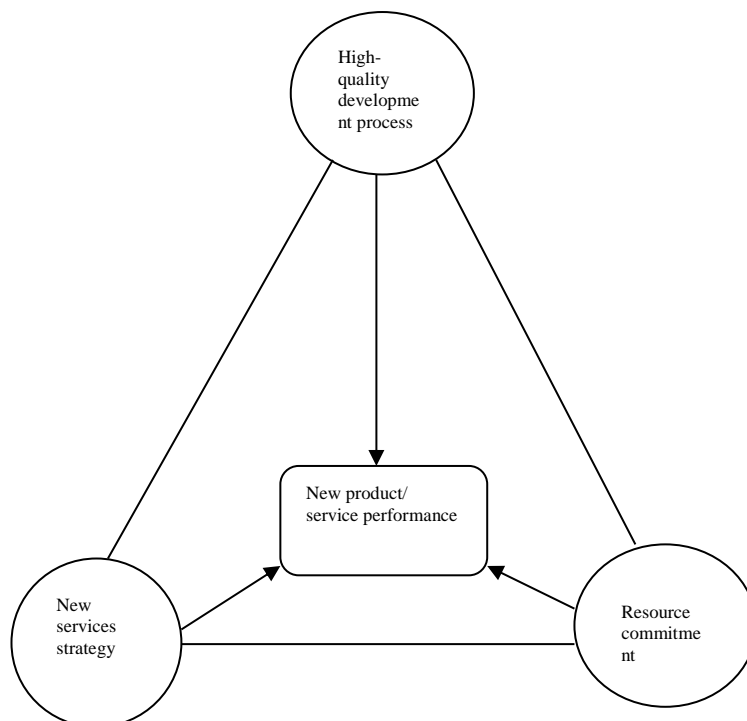 High-
quality
developme
nt process
New product/
service performance
New
services
strategy
Resource
commitme
nt